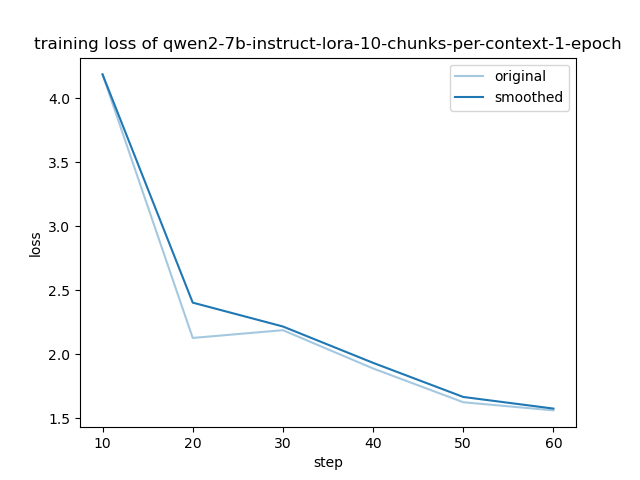 training loss of qwen2-7b-instruct-lora-10-chunks-per-context-1-epoch
original
smoothed
4.0
3.5
3.0
2.5
2.0
1.5
loss
10 20 30 40 50 60
step